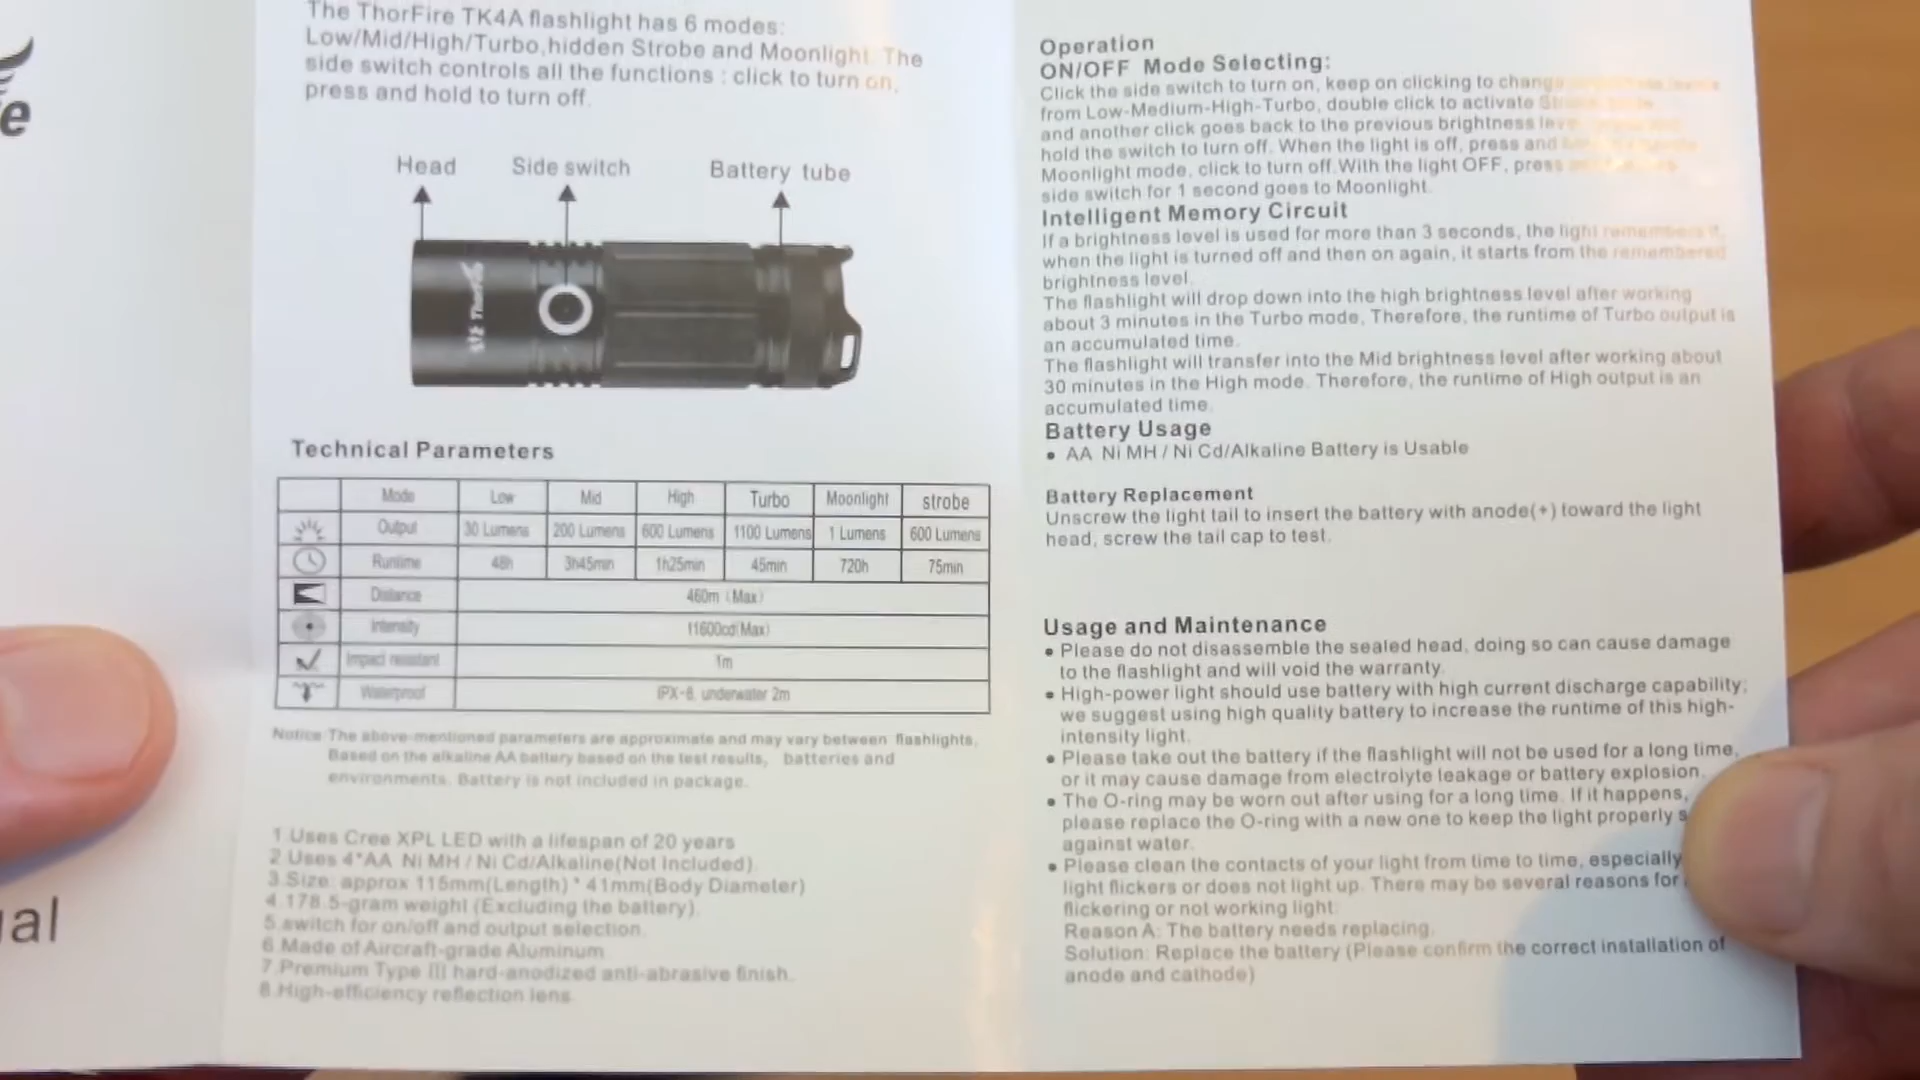 e
ual
The ThorFire TK4A flashlight has 6 modes:
Low/Mid/High/Turbo,hidden Strobe and Moonlight. The
side switch controls all the functions : click to turn on,
press and hold to turn off.
Head Side switch Battery tube
ThorFire
Technical Parameters
Mode Low Mid High Turbo Moonlight strobe
Output 30 Lumens 200 Lumens 600 Lumens 1100 Lumens 1 Lumens 600 Lumens
Runtime 48h 3h45min 1h25min 45min 720h 75min
Distance 460m (Max)
Intensity 11600cd(Max)
Impact resistant 1m
Waterproof IPX-8, underwater 2m
Notice:The above-mentioned parameters are approximate and may vary between flashlights,
Based on the alkaline AA battery based on the test results, batteries and
environments. Battery is not included in package.
1.Uses Cree XPL LED with a lifespan of 20 years
2.Uses 4*AA Ni MH / Ni Cd/Alkaline(Not Included).
3.Size: approx 115mm(Length) * 41mm(Body Diameter)
4.178.5-gram weight (Excluding the battery).
5.switch for on/off and output selection.
6.Made of Aircraft-grade Aluminum
7.Premium Type III hard-anodized anti-abrasive finish.
8.High-efficiency reflection lens
Operation
ON/OFF Mode Selecting:
Click the side switch to turn on, keep on clicking to change levels
from Low-Medium-High-Turbo, double click to activate
and another click goes back to the previous brightness
hold the switch to turn off. When the light is off, press and
Moonlight mode, click to turn off.With the light OFF, press
side switch for 1 second goes to Moonlight.
Intelligent Memory Circuit
If a brightness level is used for more than 3 seconds, the light remembers it,
when the light is turned off and then on again, it starts from the remembered
brightness level.
The flashlight will drop down into the high brightness level after working
about 3 minutes in the Turbo mode, Therefore, the runtime of Turbo output is
an accumulated time.
The flashlight will transfer into the Mid brightness level after working about
30 minutes in the High mode. Therefore, the runtime of High output is an
accumulated time.
Battery Usage
• AA Ni MH / Ni Cd/Alkaline Battery is Usable
Battery Replacement
Unscrew the light tail to insert the battery with anode(+) toward the light
head, screw the tail cap to test.
Usage and Maintenance
• Please do not disassemble the sealed head, doing so can cause damage
to the flashlight and will void the warranty.
• High-power light should use battery with high current discharge capability;
we suggest using high quality battery to increase the runtime of this high-
intensity light.
• Please take out the battery if the flashlight will not be used for a long time,
or it may cause damage from electrolyte leakage or battery explosion.
• The O-ring may be worn out after using for a long time. If it happens,
please replace the O-ring with a new one to keep the light properly s
against water.
• Please clean the contacts of your light from time to time, especially
light flickers or does not light up. There may be several reasons for
flickering or not working light.
Reason A: The battery needs replacing.
Solution: Replace the battery (Please confirm the correct installation of
anode and cathode)